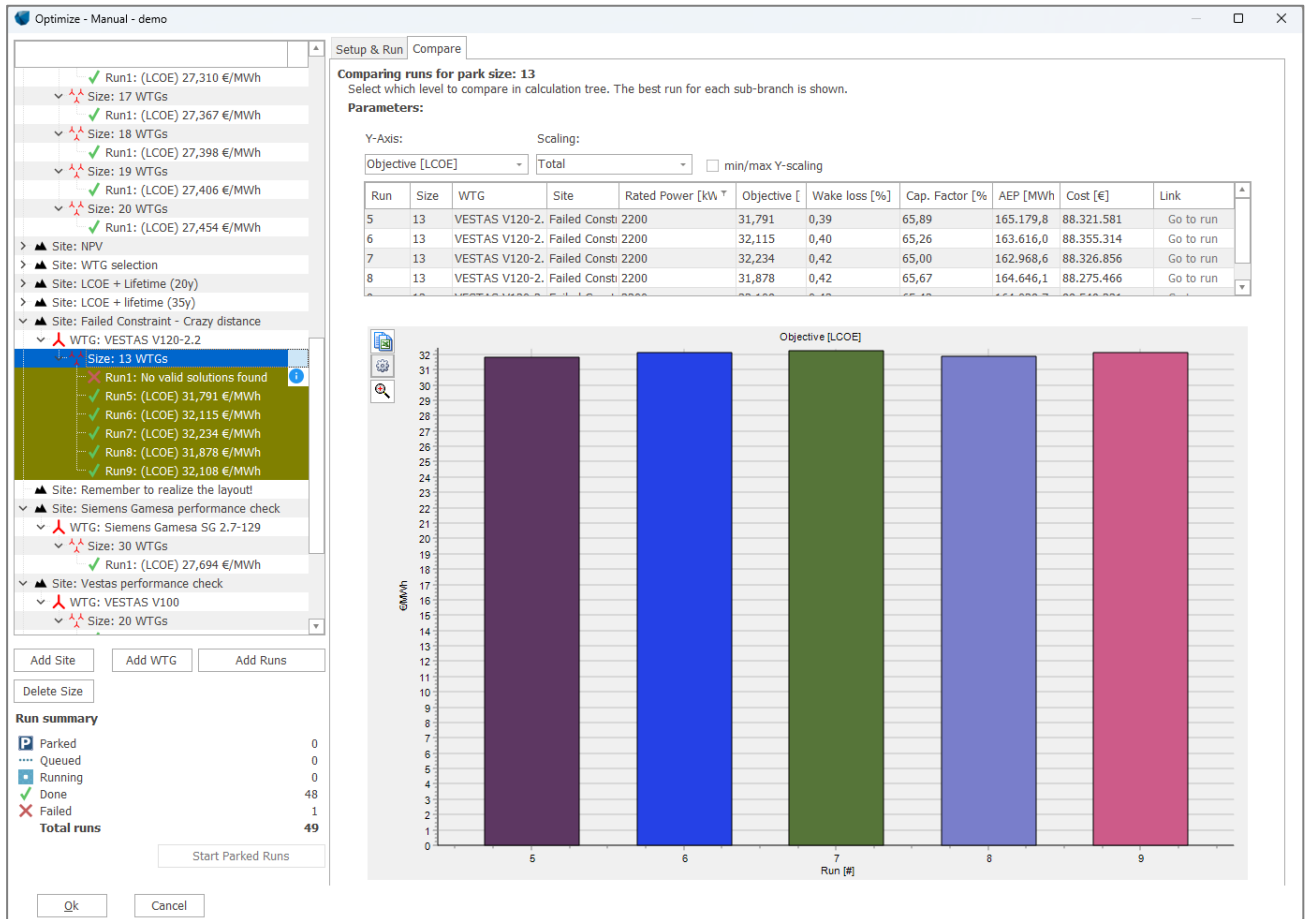 Optimize - Manual - demo
Run1: (LCOE) 27,310 €/MWh
Size: 17 WTGs
Run1: (LCOE) 27,367 €/MWh
Size: 18 WTGs
Run1: (LCOE) 27,398 €/MWh
Size: 19 WTGs
Run1: (LCOE) 27,406 €/MWh
Size: 20 WTGs
Run1: (LCOE) 27,454 €/MWh
Site: NPV
Site: WTG selection
Site: LCOE + Lifetime (20y)
Site: LCOE + lifetime (35y)
Site: Failed Constraint - Crazy distance
WTG: VESTAS V120-2.2
Size: 13 WTGs
Run1: No valid solutions found
Run5: (LCOE) 31,791 €/MWh
Run6: (LCOE) 32,115 €/MWh
Run7: (LCOE) 32,234 €/MWh
Run8: (LCOE) 31,878 €/MWh
Run9: (LCOE) 32,108 €/MWh
Site: Remember to realize the layout!
Site: Siemens Gamesa performance check
WTG: Siemens Gamesa SG 2.7-129
Size: 30 WTGs
Run1: (LCOE) 27,694 €/MWh
Site: Vestas performance check
WTG: VESTAS V100
Size: 20 WTGs
Add Site Add WTG Add Runs
Delete Size
Run summary
Parked 0
Queued 0
Running 0
Done 48
Failed 1
Total runs 49
Start Parked Runs
Ok Cancel
Setup & Run Compare
Comparing runs for park size: 13
Select which level to compare in calculation tree. The best run for each sub-branch is shown.
Parameters:
Y-Axis: Scaling:
Objective [LCOE] Total min/max Y-scaling
Run Size WTG Site Rated Power [kW Objective [ Wake loss [%] Cap. Factor [% AEP [MWh Cost [€] Link
5 13 VESTAS V120-2. Failed Consti 2200 31,791 0,39 65,89 165.179,8 88.321.581 Go to run
6 13 VESTAS V120-2. Failed Consti 2200 32,115 0,40 65,26 163.616,0 88.355.314 Go to run
7 13 VESTAS V120-2. Failed Consti 2200 32,234 0,42 65,00 162.968,6 88.326.856 Go to run
8 13 VESTAS V120-2. Failed Consti 2200 31,878 0,42 65,67 164.646,1 88.275.466 Go to run
Objective [LCOE]
32
31
30
29
28
27
26
25
24
23
22
21
20
19
18
17
16
15
14
13
12
11
10
9
8
7
6
5
4
3
2
1
0
€/MWh
5 6 7 8 9
Run [#]